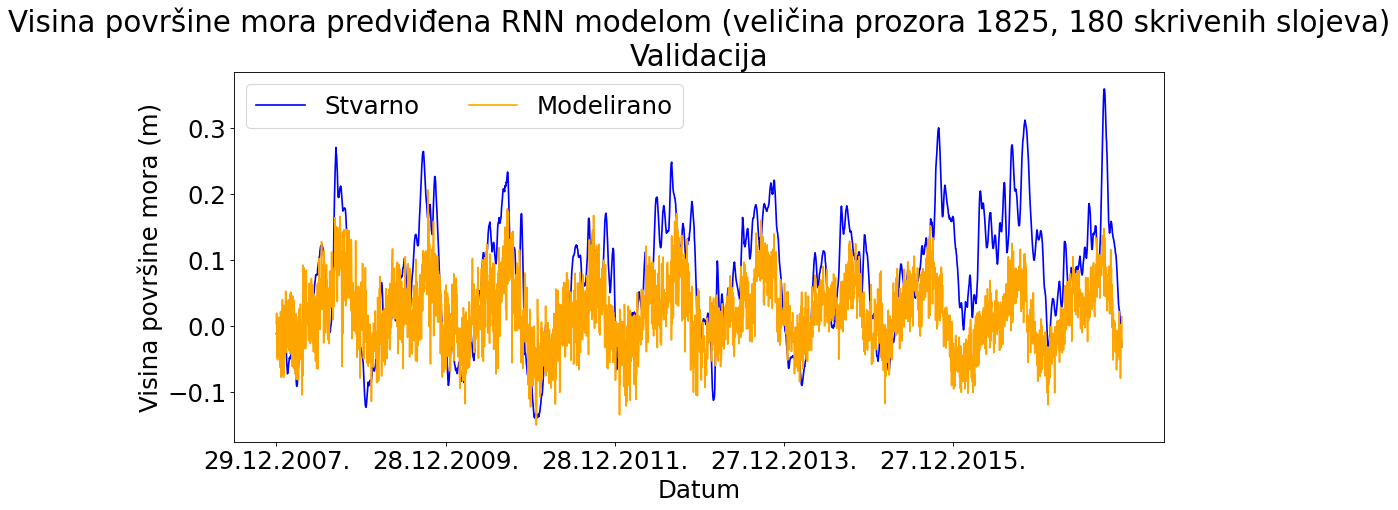 Visina površine mora predviđena RNN modelom (veličina prozora 1825, 180 skrivenih slojeva)
Validacija
Stvarno
Modelirano
Visina površine mora (m)
0.3
0.2
0.1
0.0
−0.1
29.12.2007.
28.12.2009.
28.12.2011.
27.12.2013.
27.12.2015.
Datum